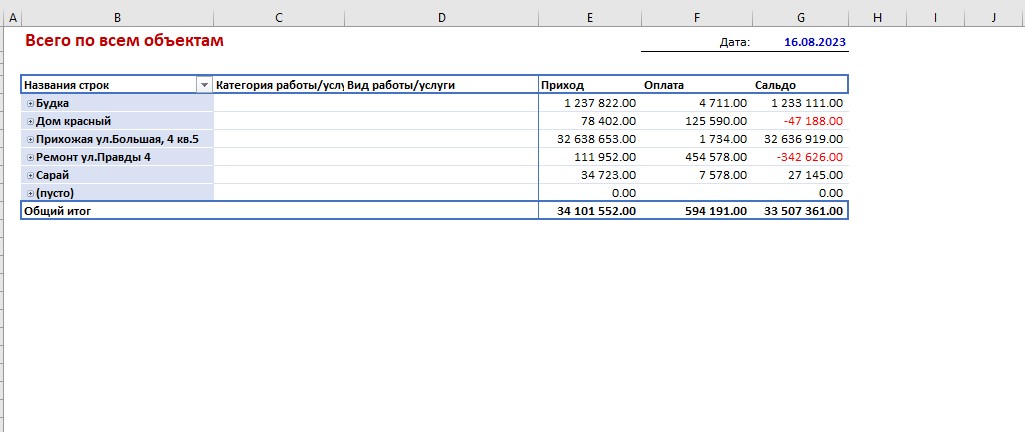 A B C D E F G H I J
Всего по всем объектам Дата: 16.08.2023
Названия строк Категория работы/услу Вид работы/услуги Приход Оплата Сальдо
Будка 1 237 822.00 4 711.00 1 233 111.00
Дом красный 78 402.00 125 590.00 -47 188.00
Прихожая ул.Большая, 4 кв.5 32 638 653.00 1 734.00 32 636 919.00
Ремонт ул.Правды 4 111 952.00 454 578.00 -342 626.00
Сарай 34 723.00 7 578.00 27 145.00
(пусто) 0.00 0.00
Общий итог 34 101 552.00 594 191.00 33 507 361.00